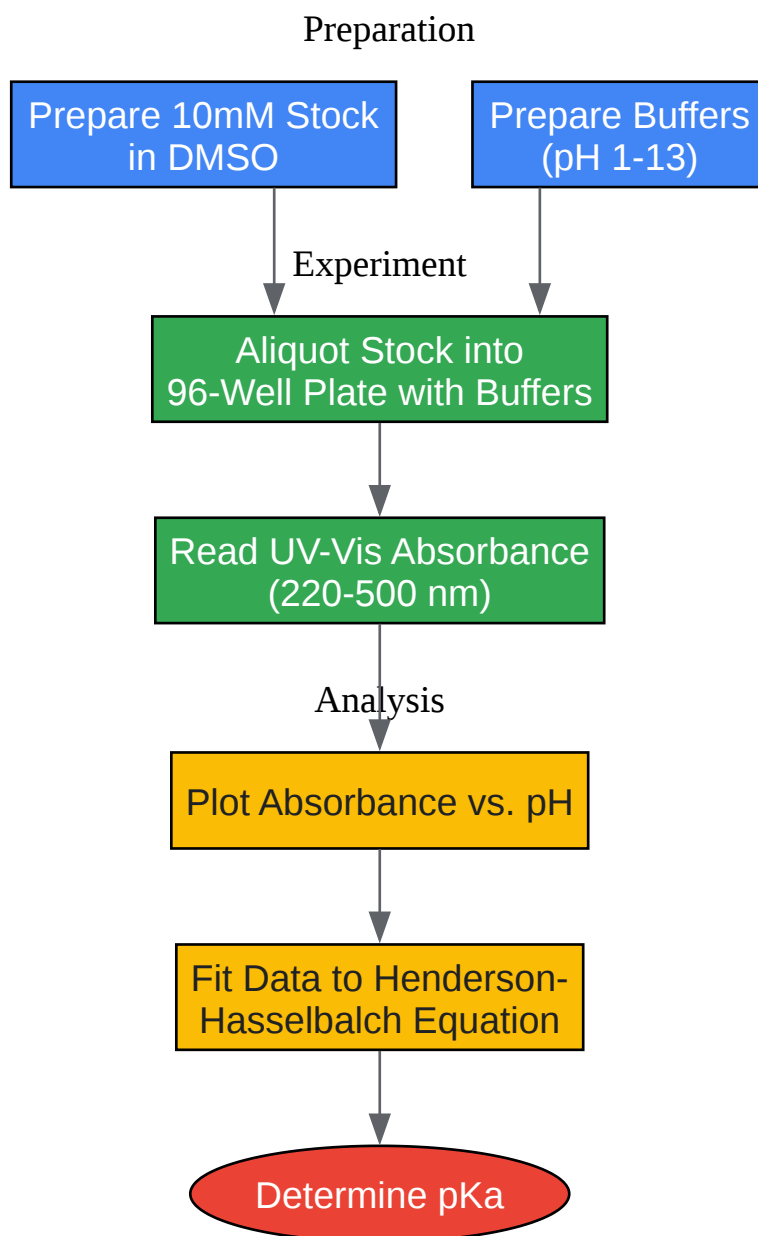 Preparation
Prepare 10mM Stock
in DMSO
Prepare Buffers
(pH 1-13)
Experiment
Aliquot Stock into
96-Well Plate with Buffers
Read UV-Vis Absorbance
(220-500 nm)
Analysis
Plot Absorbance vs. pH
Fit Data to Henderson-
Hasselbalch Equation
Determine pKa